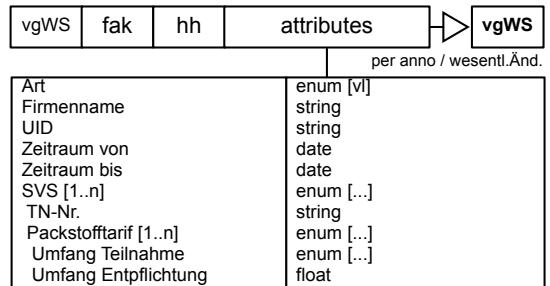 vgWS fak hh attributes vgWS
per anno / wesentl.Änd.
Art enum [vl]
Firmenname string
UID string
Zeitraum von date
Zeitraum bis date
SVS [1..n] enum [...]
TN-Nr. string
Packstofftarif [1..n] enum [...]
Umfang Teilnahme enum [...]
Umfang Entpflichtung float